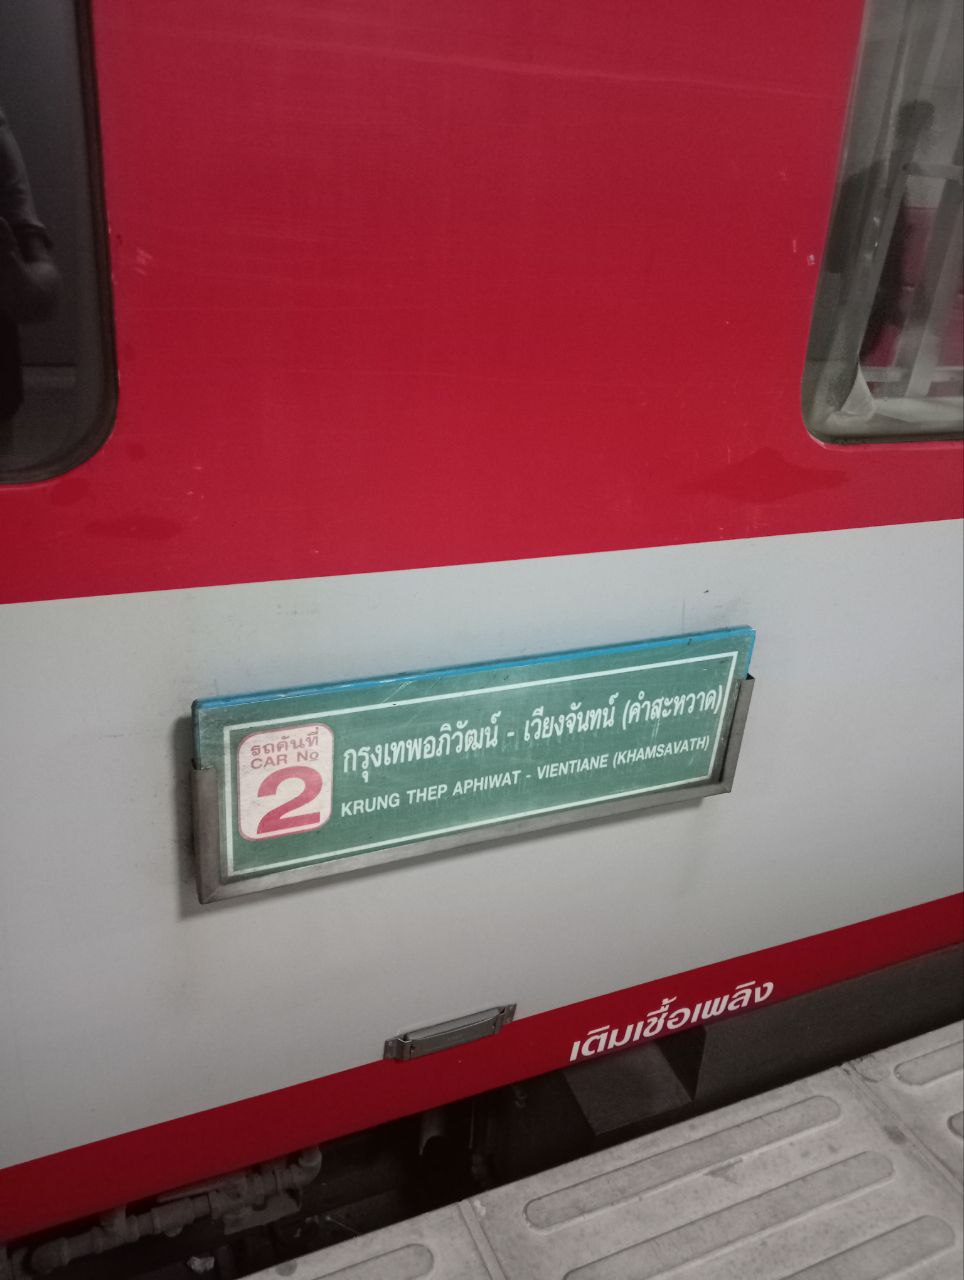 รถคันที่
CAR No
2
กรุงเทพอภิวัฒน์ - เวียงจันทน์ (คำสะหวาด)
KRUNG THEP APHIWAT - VIENTIANE (KHAMSAVATH)
เติมเชื้อเพลิง